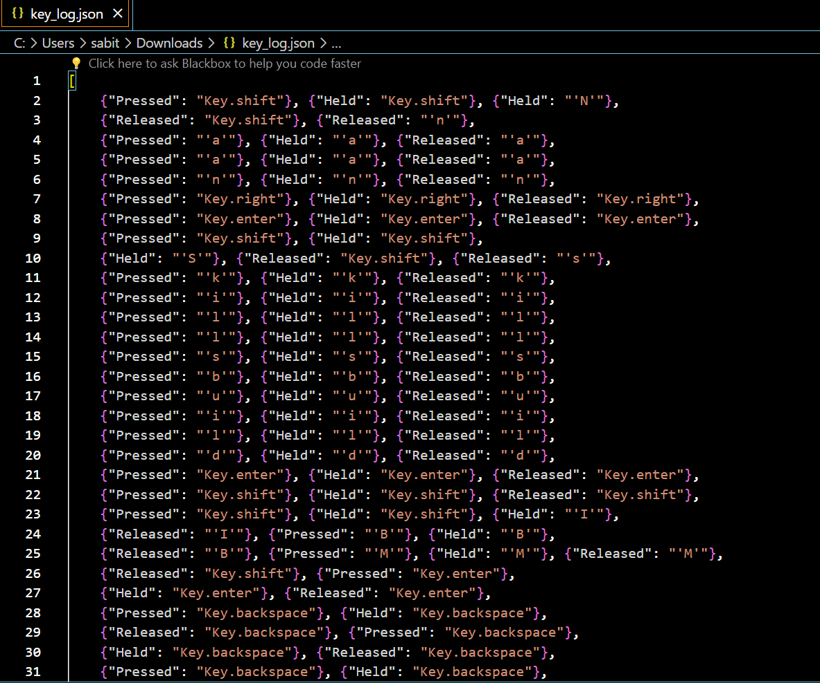 {} key_log.json ×
C: > Users > sabit > Downloads > {} key_log.json > ...
Click here to ask Blackbox to help you code faster
1 [
2 {"Pressed": "Key.shift"}, {"Held": "Key.shift"}, {"Held": "'N'"},
3 {"Released": "Key.shift"}, {"Released": "'n'"},
4 {"Pressed": "'a'"}, {"Held": "'a'"}, {"Released": "'a'"},
5 {"Pressed": "'a'"}, {"Held": "'a'"}, {"Released": "'a'"},
6 {"Pressed": "'n'"}, {"Held": "'n'"}, {"Released": "'n'"},
7 {"Pressed": "Key.right"}, {"Held": "Key.right"}, {"Released": "Key.right"},
8 {"Pressed": "Key.enter"}, {"Held": "Key.enter"}, {"Released": "Key.enter"},
9 {"Pressed": "Key.shift"}, {"Held": "Key.shift"},
10 {"Held": "'S'"}, {"Released": "Key.shift"}, {"Released": "'s'"},
11 {"Pressed": "'k'"}, {"Held": "'k'"}, {"Released": "'k'"},
12 {"Pressed": "'i'"}, {"Held": "'i'"}, {"Released": "'i'"},
13 {"Pressed": "'l'"}, {"Held": "'l'"}, {"Released": "'l'"},
14 {"Pressed": "'l'"}, {"Held": "'l'"}, {"Released": "'l'"},
15 {"Pressed": "'s'"}, {"Held": "'s'"}, {"Released": "'s'"},
16 {"Pressed": "'b'"}, {"Held": "'b'"}, {"Released": "'b'"},
17 {"Pressed": "'u'"}, {"Held": "'u'"}, {"Released": "'u'"},
18 {"Pressed": "'i'"}, {"Held": "'i'"}, {"Released": "'i'"},
19 {"Pressed": "'l'"}, {"Held": "'l'"}, {"Released": "'l'"},
20 {"Pressed": "'d'"}, {"Held": "'d'"}, {"Released": "'d'"},
21 {"Pressed": "Key.enter"}, {"Held": "Key.enter"}, {"Released": "Key.enter"},
22 {"Pressed": "Key.shift"}, {"Held": "Key.shift"}, {"Released": "Key.shift"},
23 {"Pressed": "Key.shift"}, {"Held": "Key.shift"}, {"Held": "'I'"},
24 {"Released": "'I'"}, {"Pressed": "'B'"}, {"Held": "'B'"},
25 {"Released": "'B'"}, {"Pressed": "'M'"}, {"Held": "'M'"}, {"Released": "'M'"},
26 {"Released": "Key.shift"}, {"Pressed": "Key.enter"},
27 {"Held": "Key.enter"}, {"Released": "Key.enter"},
28 {"Pressed": "Key.backspace"}, {"Held": "Key.backspace"},
29 {"Released": "Key.backspace"}, {"Pressed": "Key.backspace"},
30 {"Held": "Key.backspace"}, {"Released": "Key.backspace"},
31 {"Pressed": "Key.backspace"}, {"Held": "Key.backspace"},